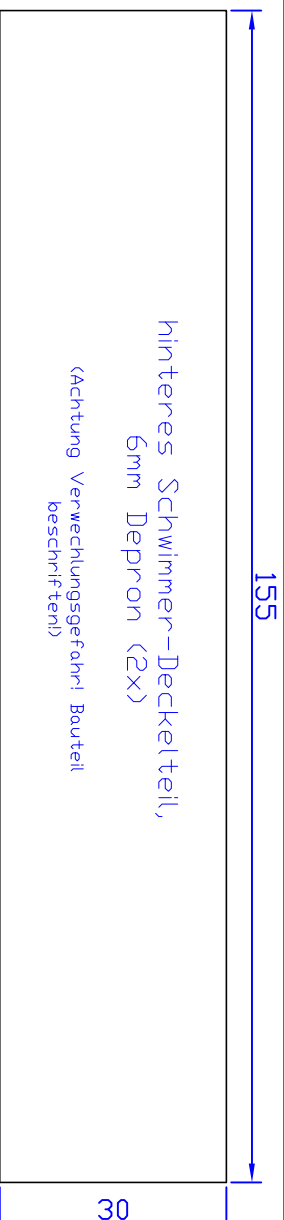 155
hinteres Schwimmer-Deckelteil,
6mm Depron (2x)
(Achtung Verwechlungsgefahr! Bauteil
beschriften!)
30